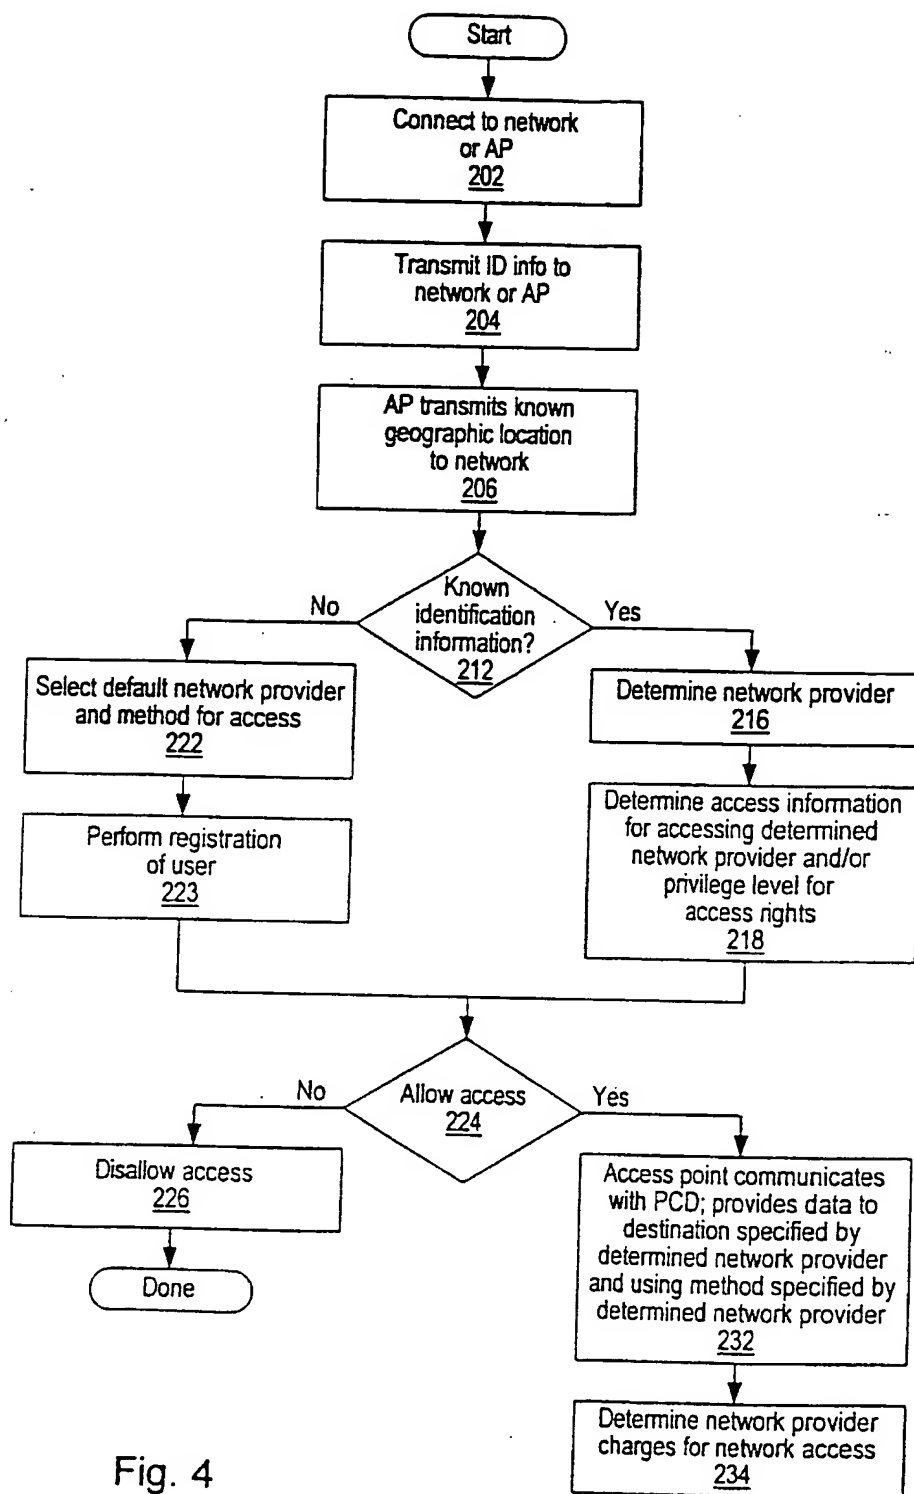 Start
Connect to network
or AP
202
Transmit ID info to
network or AP
204
AP transmits known
geographic location
to network
206
Known
identification
information?
212
No
Yes
Select default network provider
and method for access
222
Determine network provider
216
Perform registration
of user
223
Determine access information
for accessing determined
network provider and/or
privilege level for
access rights
218
Allow access
224
No
Yes
Disallow access
226
Done
Access point communicates
with PCD; provides data to
destination specified by
determined network provider
and using method specified by
determined network provider
232
Determine network provider
charges for network access
234
Fig. 4